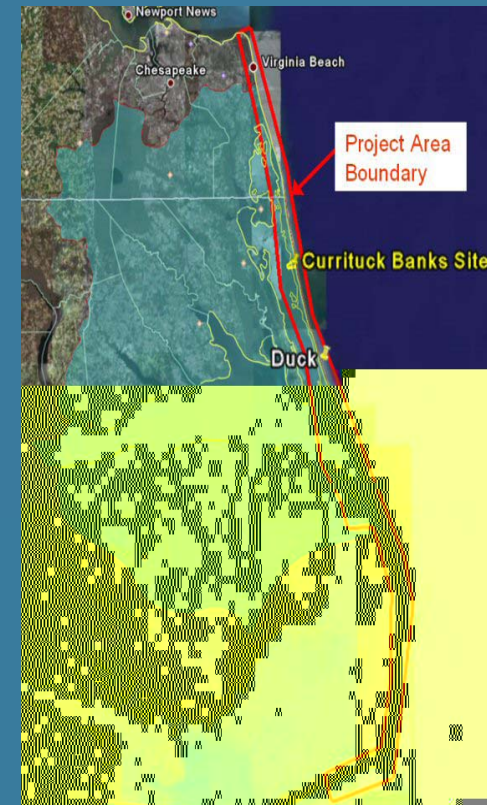 Newport News
Chesapeake
Virginia Beach
Project Area
Boundary
Currituck Banks Site
Duck